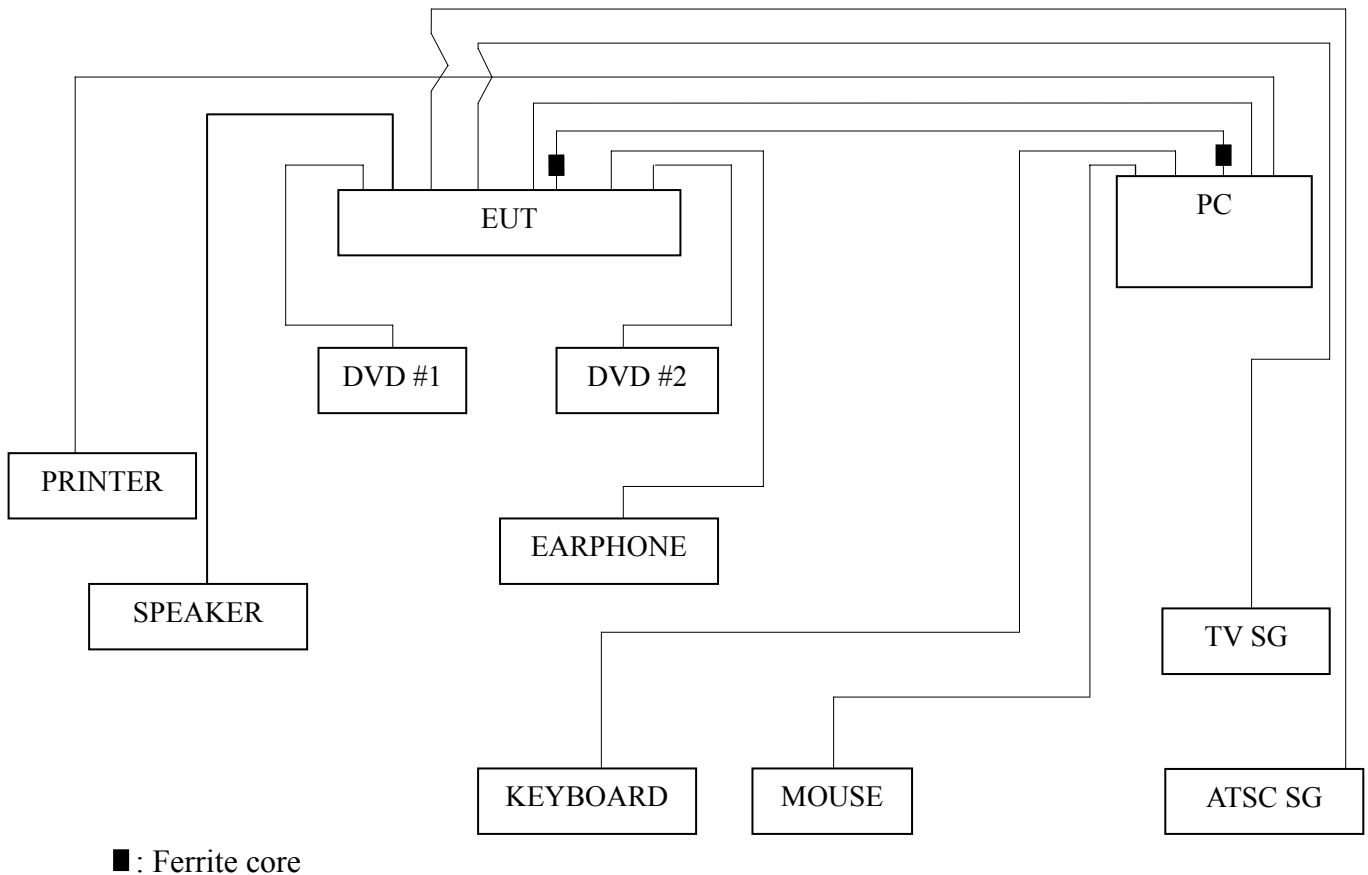 EUT
PC
DVD #1
DVD #2
PRINTER
EARPHONE
SPEAKER
TV SG
KEYBOARD
MOUSE
ATSC SG
: Ferrite core